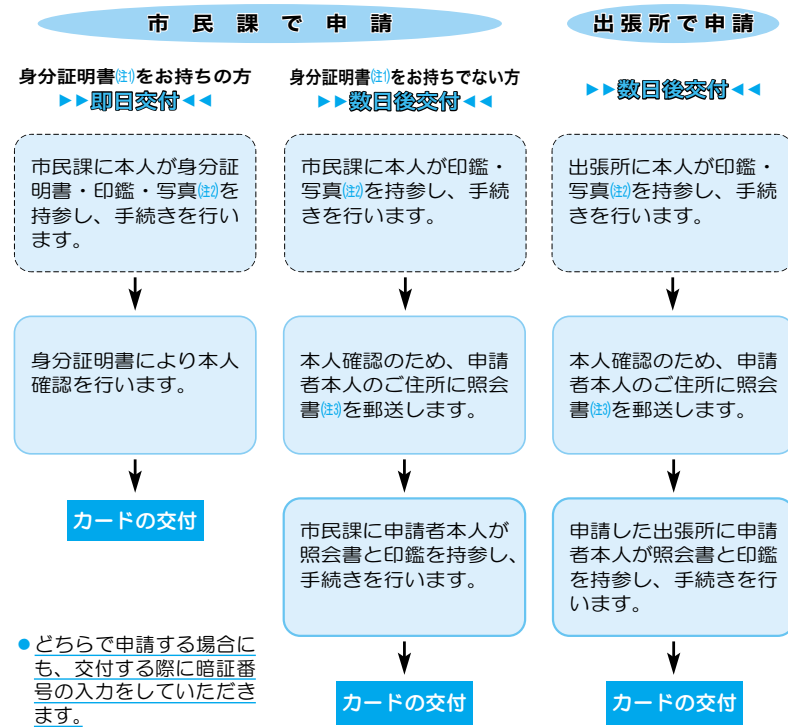 市民課で申請
身分証明書(注1)をお持ちの方
▶▶即日交付◀◀
市民課に本人が身分証
明書・印鑑・写真(注2)を
持参し、手続きを行い
ます。
身分証明書により本人
確認を行います。
カードの交付
●どちらで申請する場合に
も、交付する際に暗証番
号の入力をしていただき
ます。
身分証明書(注1)をお持ちでない方
▶▶数日後交付◀◀
市民課に本人が印鑑・
写真(注2)を持参し、手続
きを行います。
本人確認のため、申請
者本人のご住所に照会
書(注3)を郵送します。
市民課に申請者本人が
照会書と印鑑を持参し、
手続きを行います。
カードの交付
出張所で申請
▶▶数日後交付◀◀
出張所に本人が印鑑・
写真(注2)を持参し、手続
きを行います。
本人確認のため、申請
者本人のご住所に照会
書(注3)を郵送します。
申請した出張所に申請
者本人が照会書と印鑑
を持参し、手続きを行
います。
カードの交付